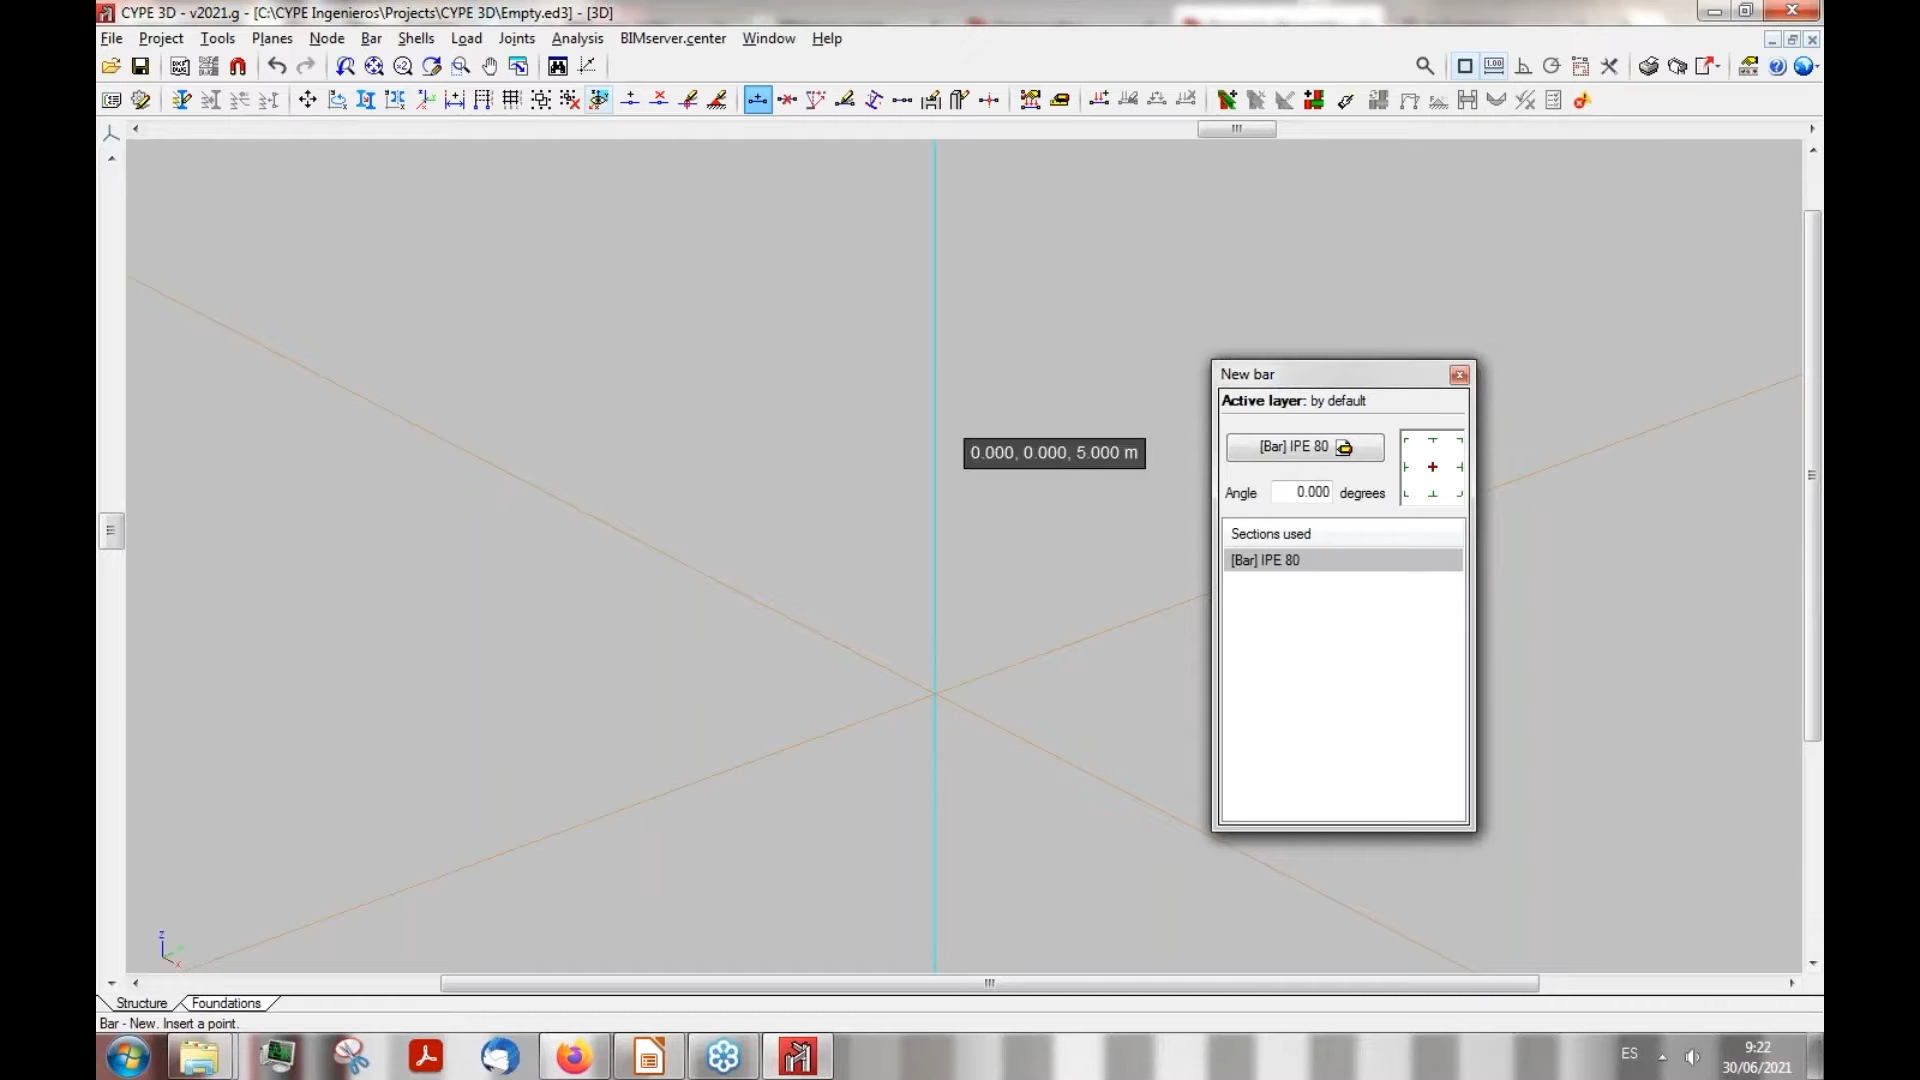 CYPE 3D - v2021.g - [C:\CYPE Ingenieros\Projects\CYPE 3D\Empty.ed3] - [3D]
File Project Tools Planes Node Bar Shells Load Joints Analysis BIMserver.center Window Help
1.00
0.000, 0.000, 5.000 m
New bar
Active layer: by default
[Bar] IPE 80
Angle 0.000 degrees
Sections used
[Bar] IPE 80
z
x
Structure Foundations
Bar - New. Insert a point.
ES
9:22
30/06/2021